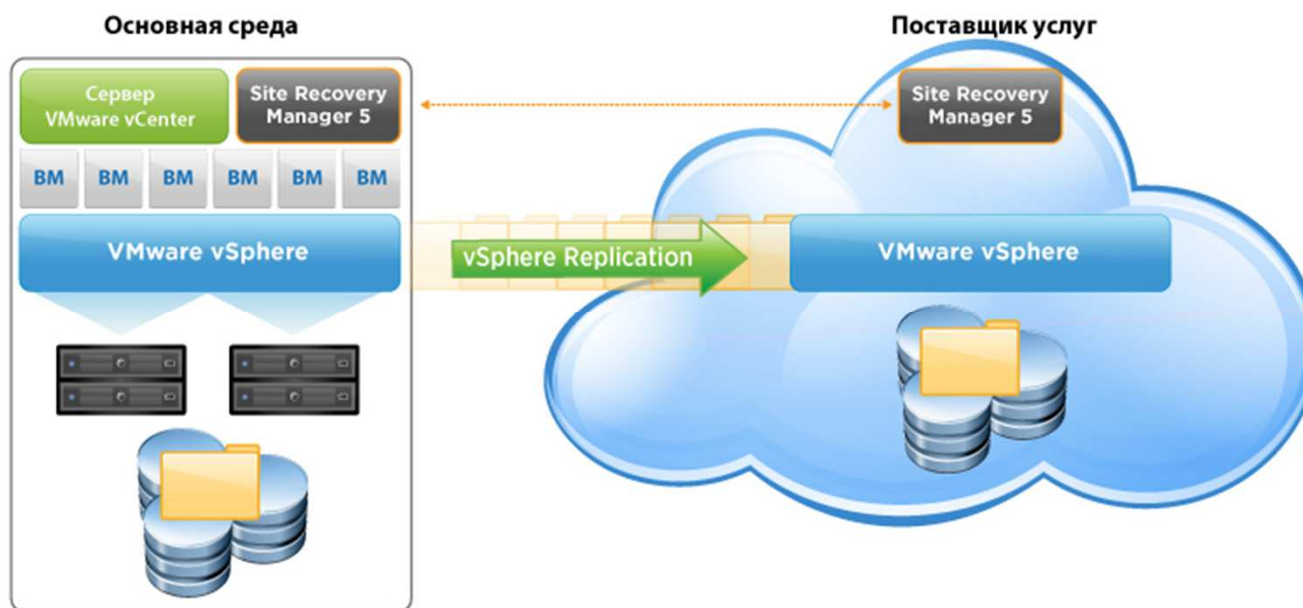 Основная среда
Поставщик услуг
Сервер
VMware vCenter
Site Recovery
Manager 5
Site Recovery
Manager 5
ВМ ВМ ВМ ВМ ВМ ВМ
VMware vSphere
vSphere Replication
VMware vSphere